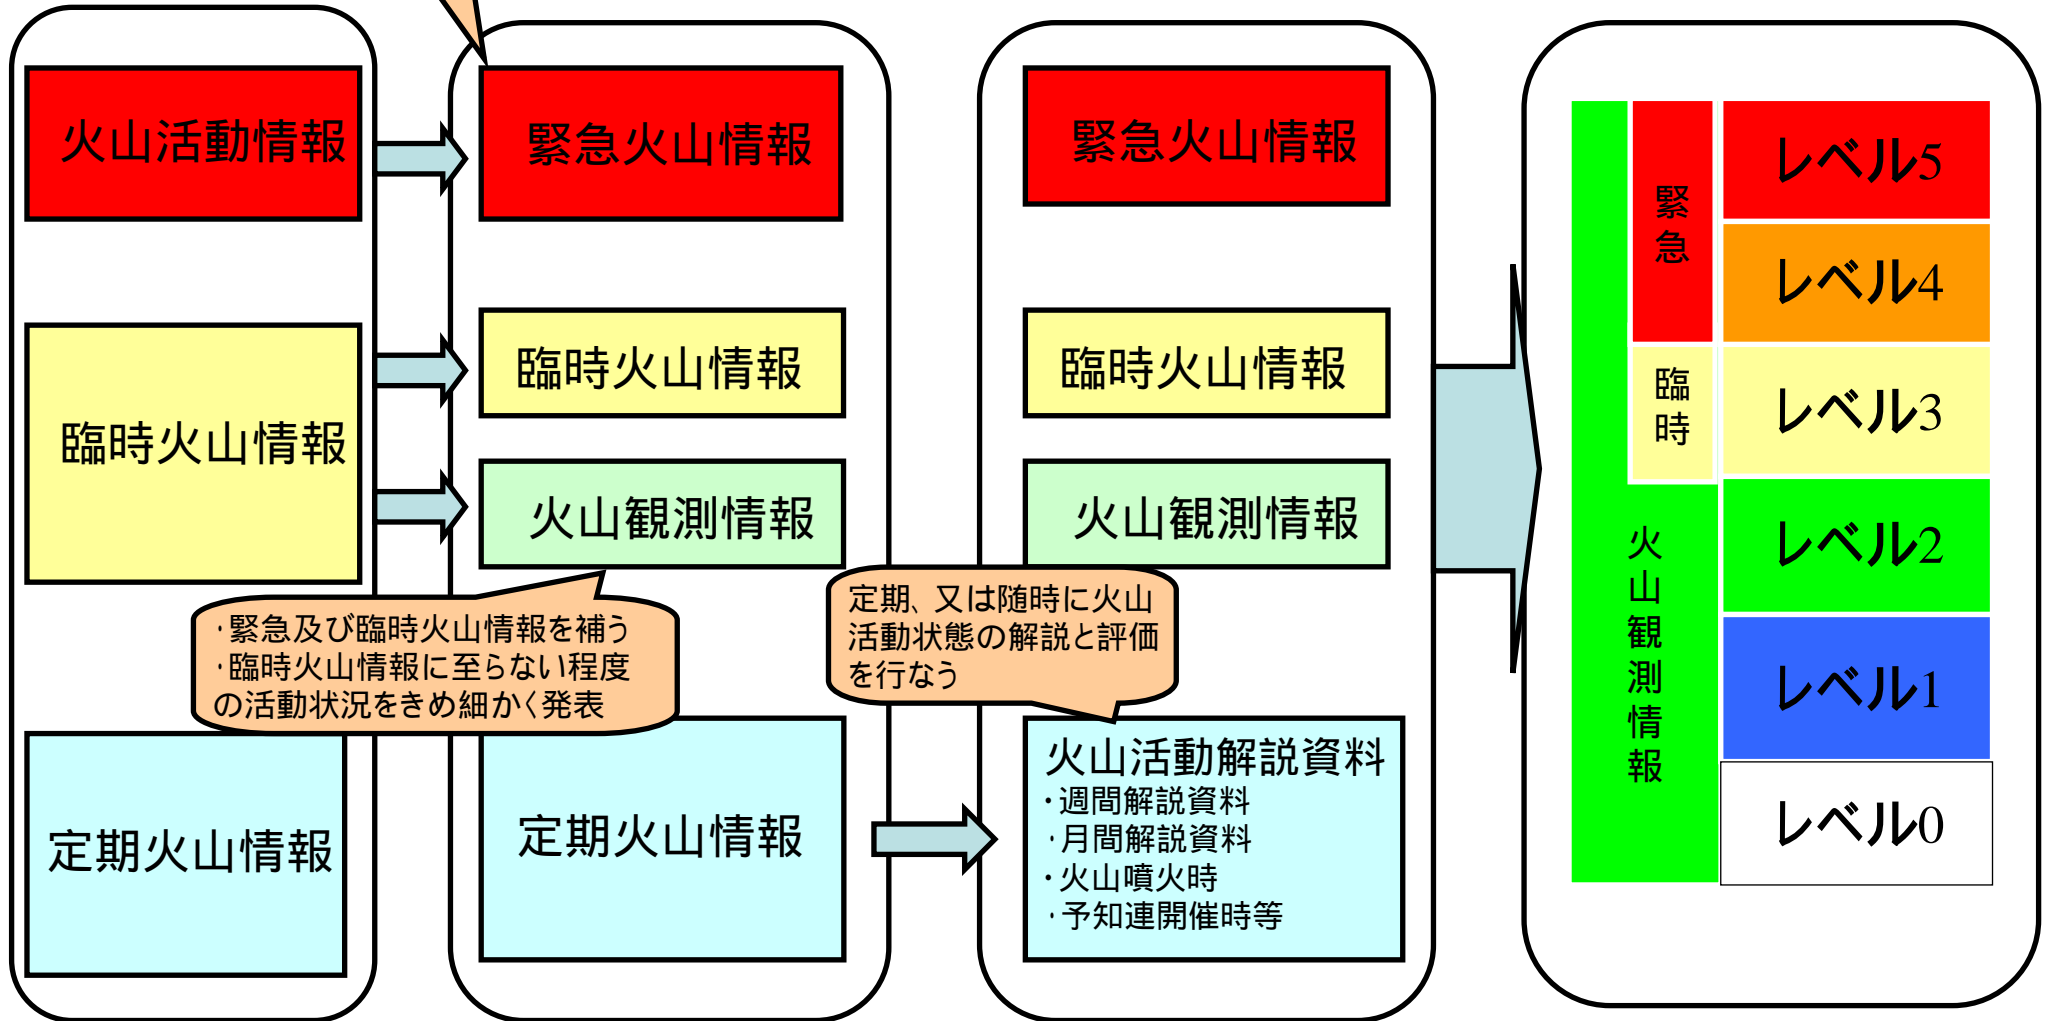 火山活動情報
臨時火山情報
定期火山情報
緊急火山情報
臨時火山情報
火山観測情報
・緊急及び臨時火山情報を補う
・臨時火山情報に至らない程度
の活動状況をきめ細かく発表
定期火山情報
緊急火山情報
臨時火山情報
火山観測情報
定期、又は随時に火山
活動状態の解説と評価
を行なう
火山活動解説資料
・週間解説資料
・月間解説資料
・火山噴火時
・予知連開催時等
緊急
臨時
火山観測情報
レベル5
レベル4
レベル3
レベル2
レベル1
レベル0